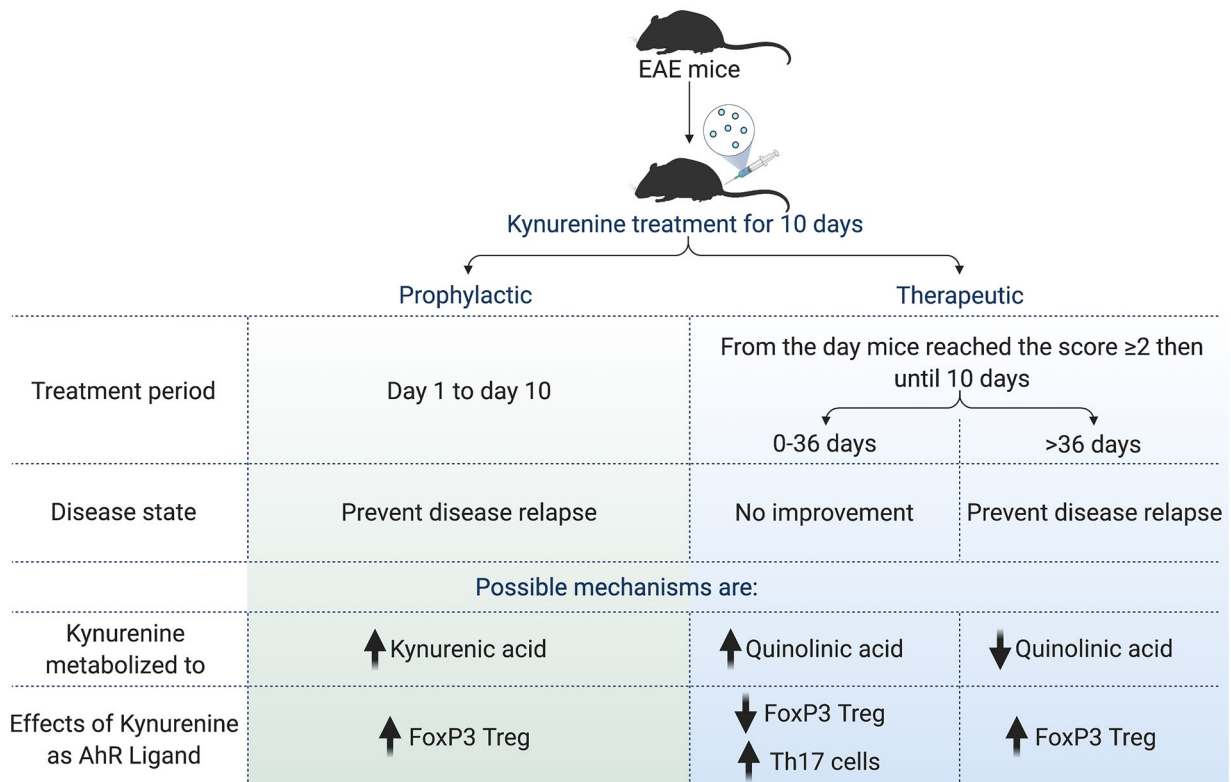 EAE mice
Kynurenine treatment for 10 days
Prophylactic
Therapeutic
Treatment period
Day 1 to day 10
From the day mice reached the score ≥2 then
until 10 days
0-36 days
>36 days
Disease state
Prevent disease relapse
No improvement
Prevent disease relapse
Possible mechanisms are:
Kynurenine
metabolized to
Kynurenic acid
Quinolinic acid
Quinolinic acid
Effects of Kynurenine
as AhR Ligand
FoxP3 Treg
FoxP3 Treg
Th17 cells
FoxP3 Treg